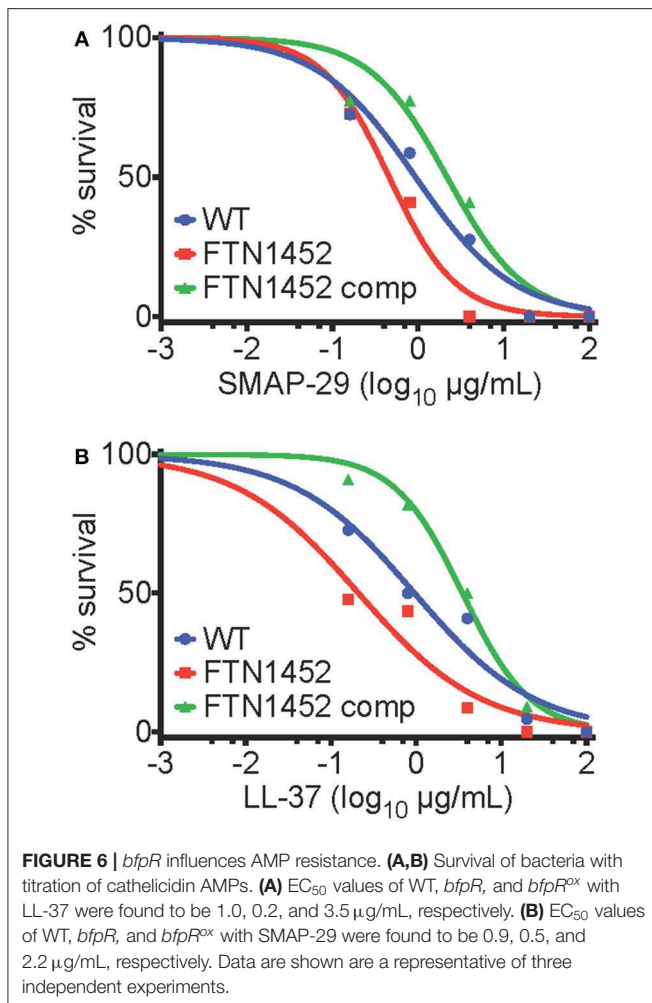 A
100
50
0
% survival
WT
FTN1452
FTN1452 comp
-3 -2 -1 0 1 2
SMAP-29 (log₁₀ µg/mL)
B
100
50
0
% survival
WT
FTN1452
FTN1452 comp
-3 -2 -1 0 1 2
LL-37 (log₁₀ µg/mL)
FIGURE 6 | bfpR influences AMP resistance. (A,B) Survival of bacteria with
titration of cathelicidin AMPs. (A) EC₅₀ values of WT, bfpR, and bfpRᵒˣ with
LL-37 were found to be 1.0, 0.2, and 3.5 µg/mL, respectively. (B) EC₅₀ values
of WT, bfpR, and bfpRᵒˣ with SMAP-29 were found to be 0.9, 0.5, and
2.2 µg/mL, respectively. Data are shown are a representative of three
independent experiments.